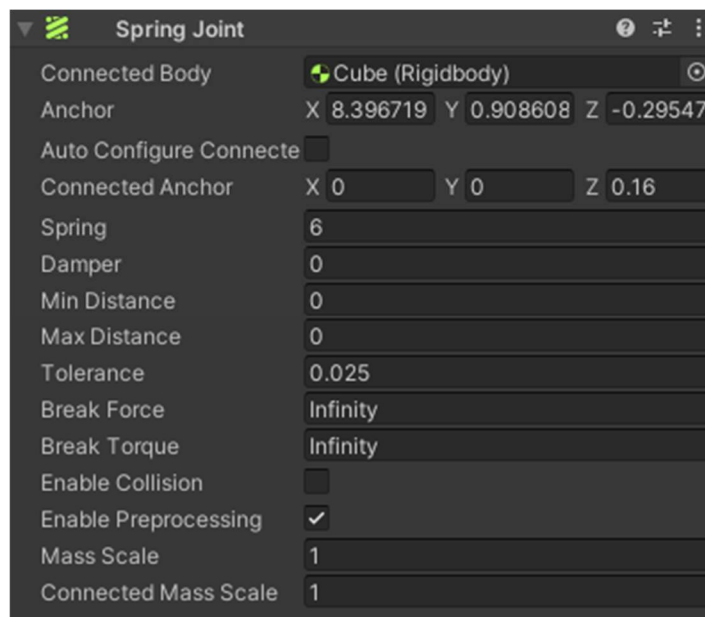 Spring Joint
Connected Body Cube (Rigidbody)
Anchor X 8.396719 Y 0.908608 Z -0.29547
Auto Configure Connecte
Connected Anchor X 0 Y 0 Z 0.16
Spring 6
Damper 0
Min Distance 0
Max Distance 0
Tolerance 0.025
Break Force Infinity
Break Torque Infinity
Enable Collision
Enable Preprocessing
Mass Scale 1
Connected Mass Scale 1